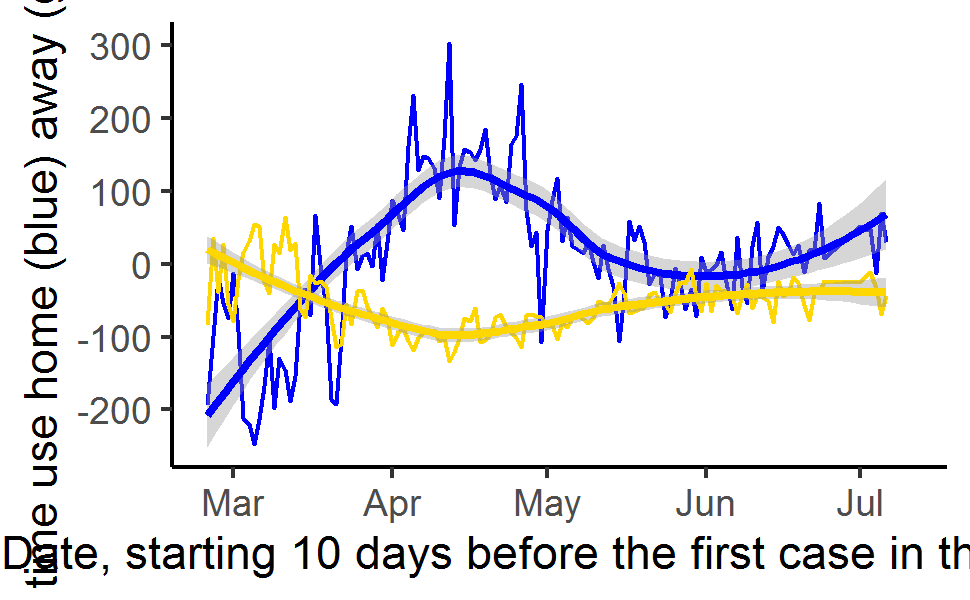 time use home (blue) away (
300
200
100
0
-100
-200
Mar Apr May Jun Jul
Date, starting 10 days before the first case in th